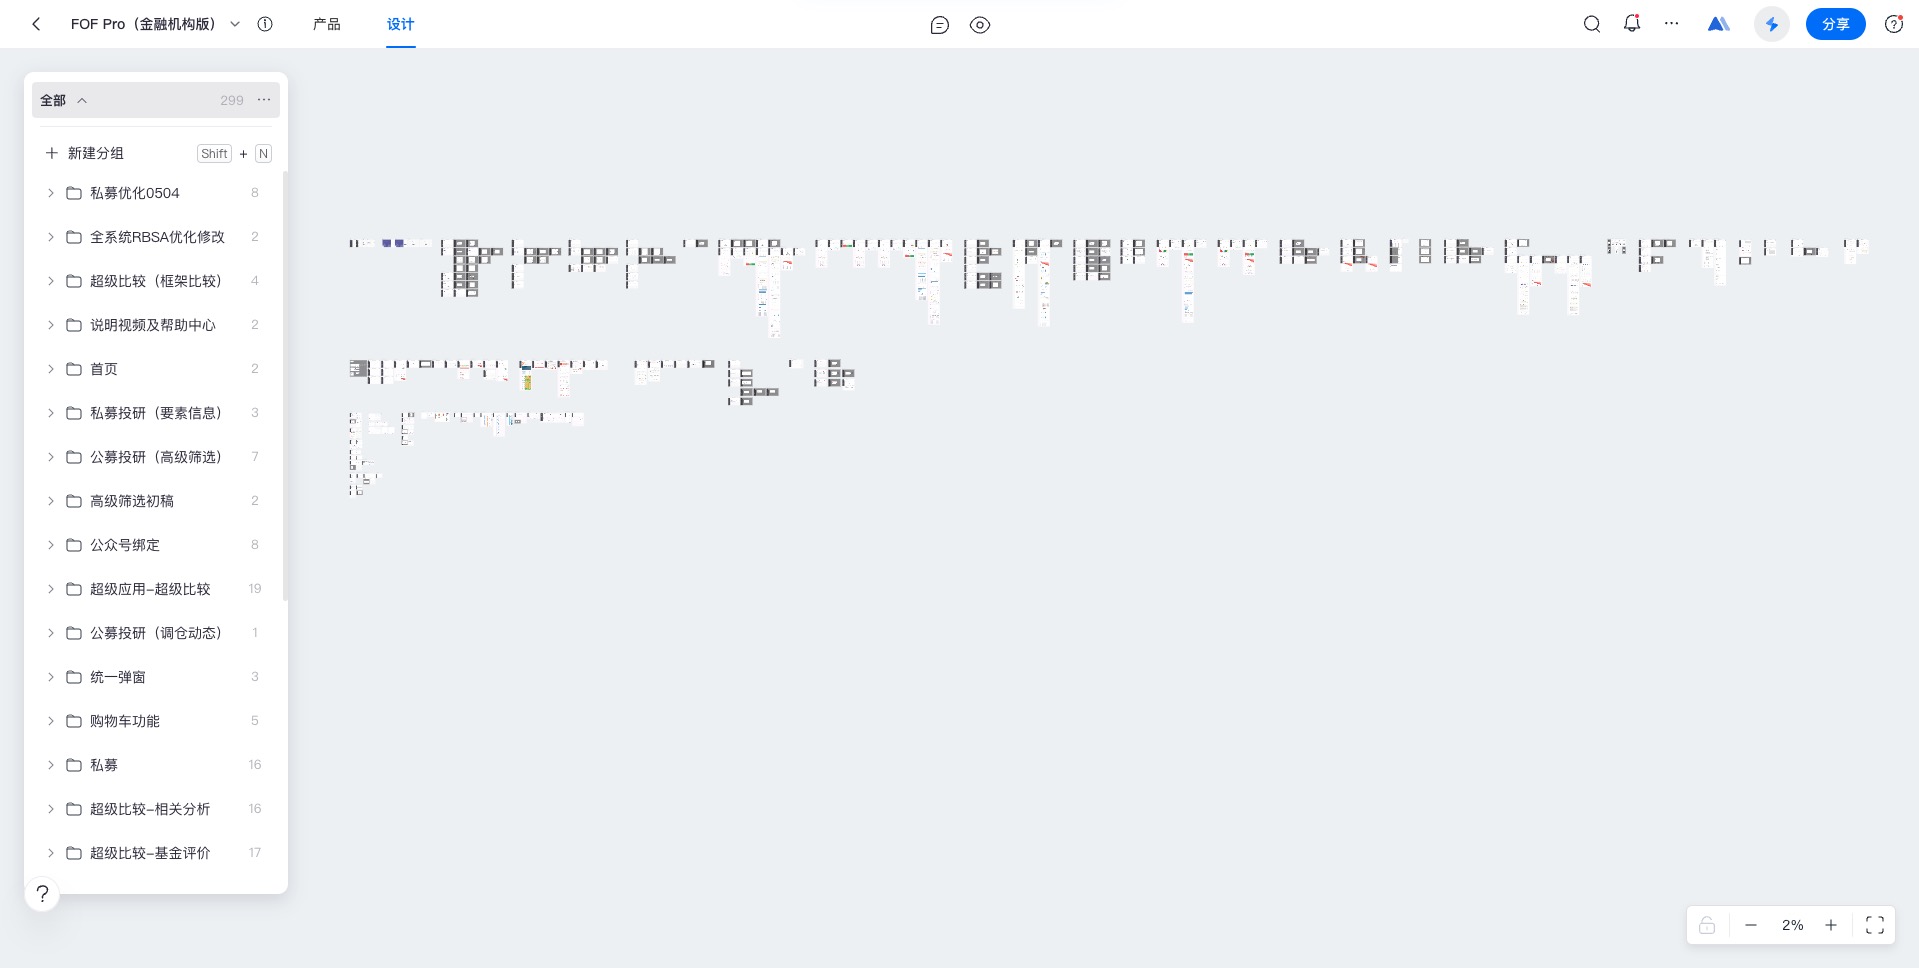 FOF Pro（金融机构版）
产品
设计
分享
全部
299
新建分组
Shift + N
私募优化0504
8
全系统RBSA优化修改
2
超级比较（框架比较）
4
说明视频及帮助中心
2
首页
2
私募投研（要素信息）
3
公募投研（高级筛选）
7
高级筛选初稿
2
公众号绑定
8
超级应用-超级比较
19
公募投研（调仓动态）
1
统一弹窗
3
购物车功能
5
私募
16
超级比较-相关分析
16
超级比较-基金评价
17
?
2%